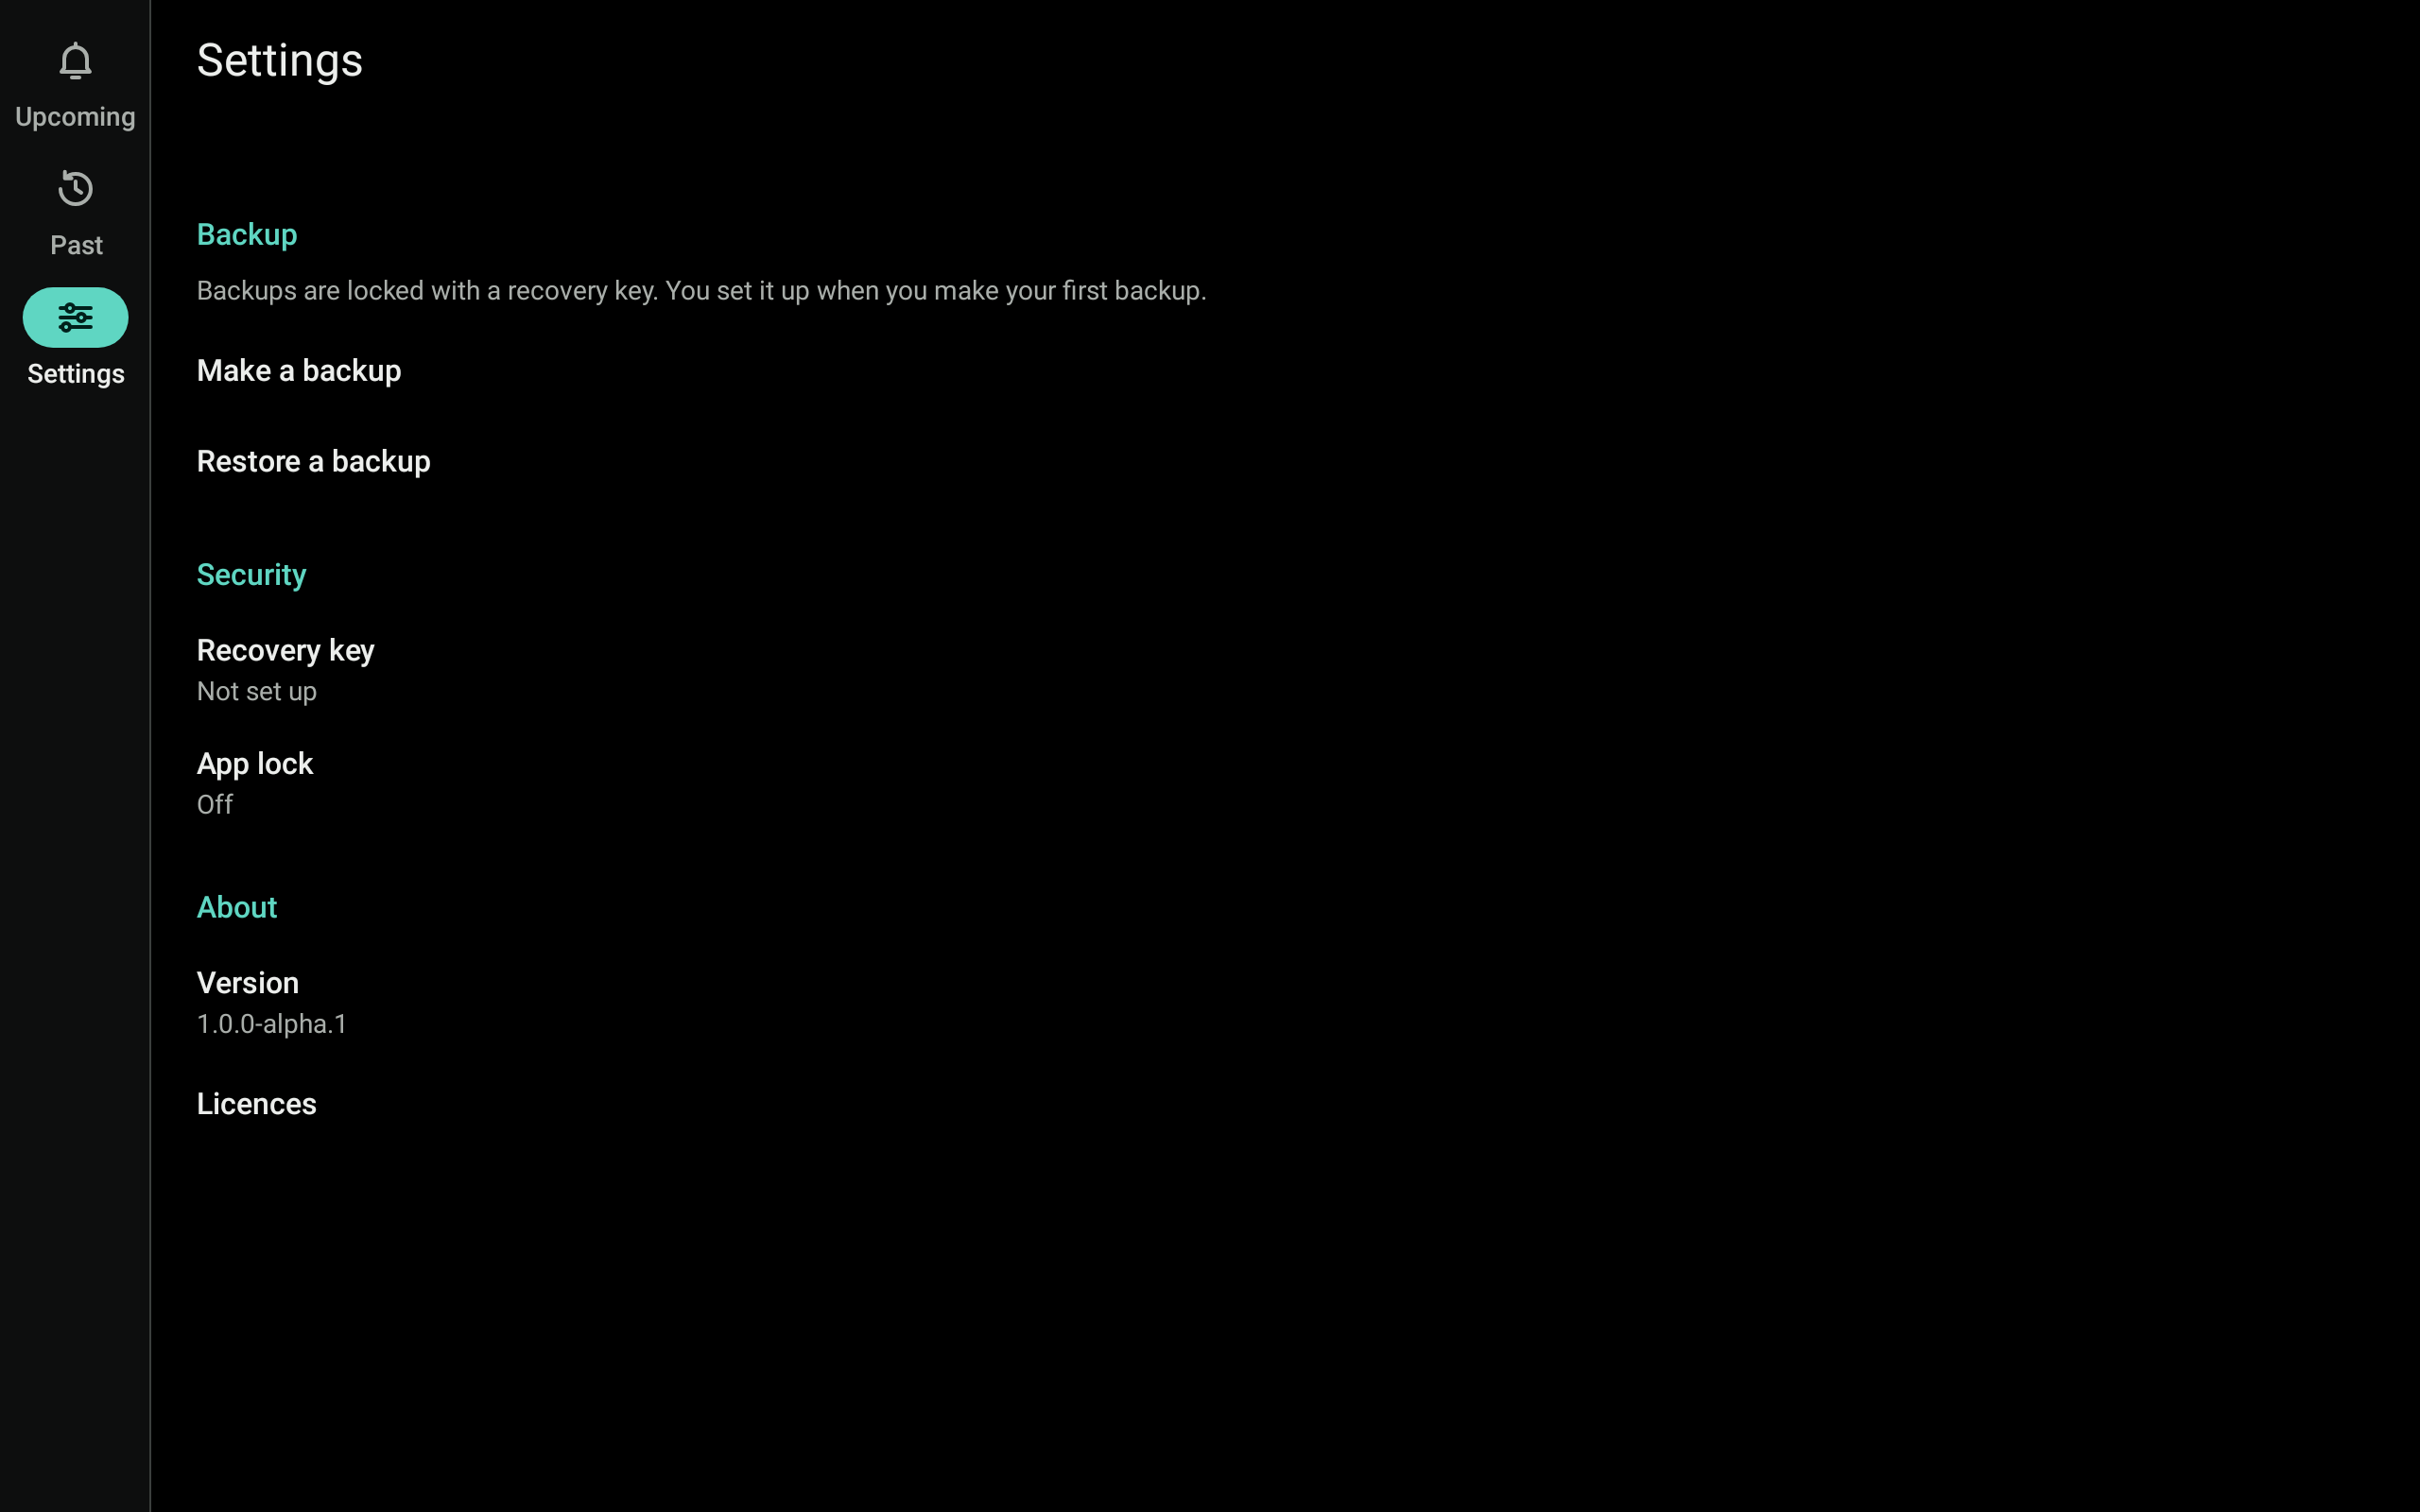 Upcoming
Past
Settings
Settings
Backup
Backups are locked with a recovery key. You set it up when you make your first backup.
Make a backup
Restore a backup
Security
Recovery key
Not set up
App lock
Off
About
Version
1.0.0-alpha.1
Licences